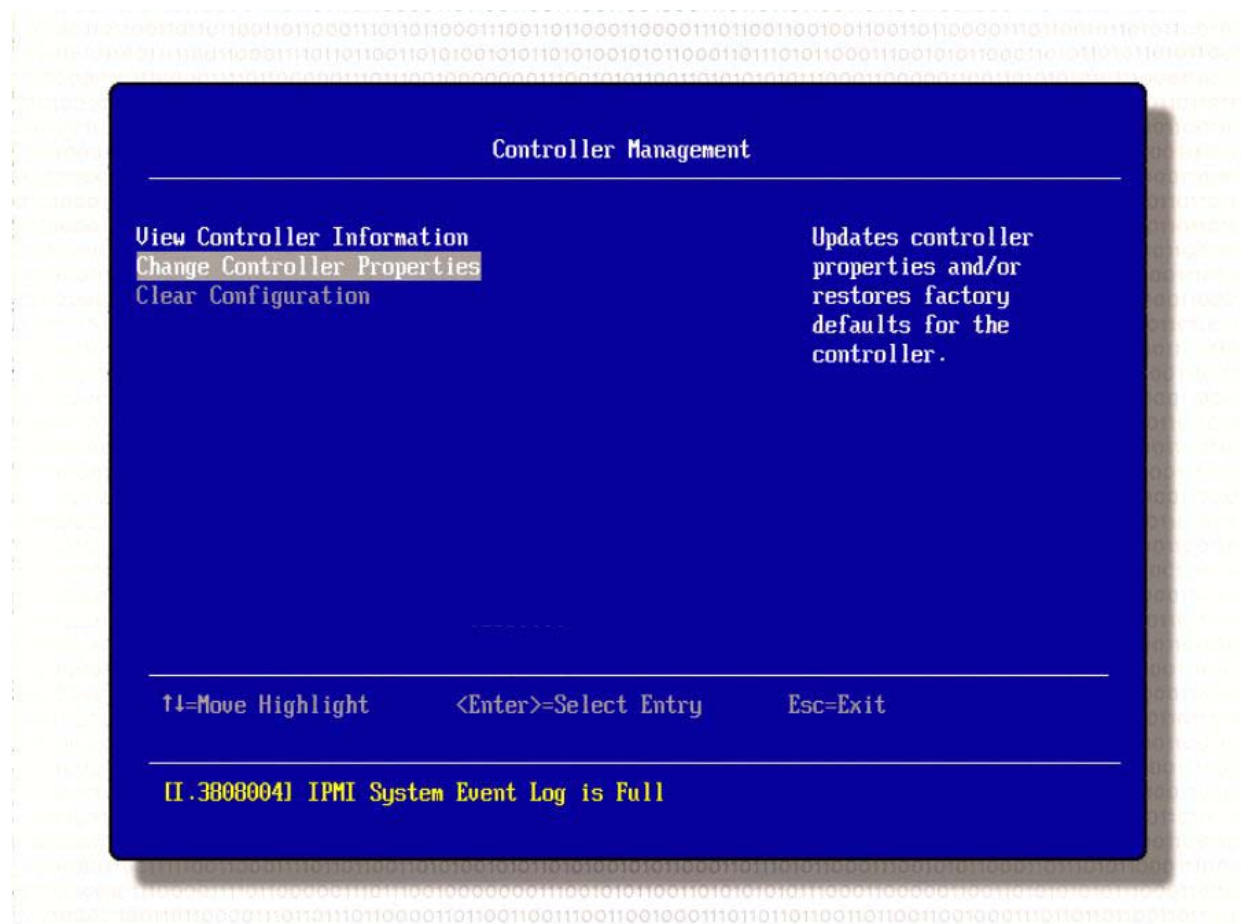 Controller Management
View Controller Information
Change Controller Properties
Clear Configuration
Updates controller
properties and/or
restores factory
defaults for the
controller.
↑↓=Move Highlight <Enter>=Select Entry Esc=Exit
[I.3808004] IPMI System Event Log is Full